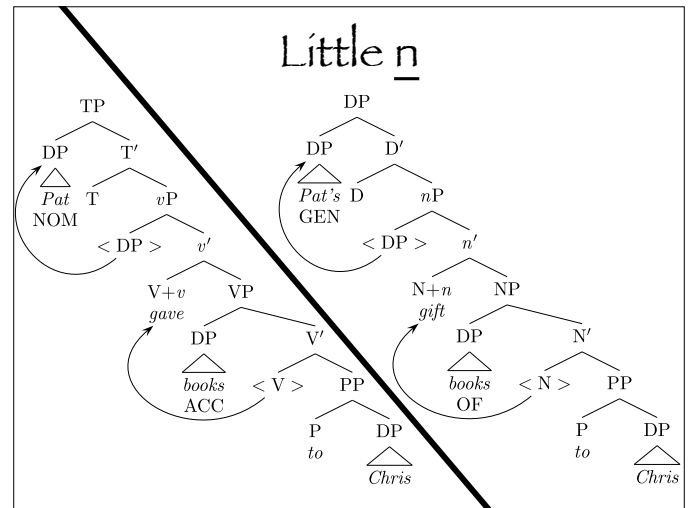 Little n
TP
DP T′
Pat T vP
NOM
< DP > v′
V+v VP
gave
DP V′
books < V > PP
ACC
P DP
to
Chris
DP
DP D′
Pat's D nP
GEN
< DP > n′
N+n NP
gift
DP N′
books < N > PP
OF
P DP
to
Chris